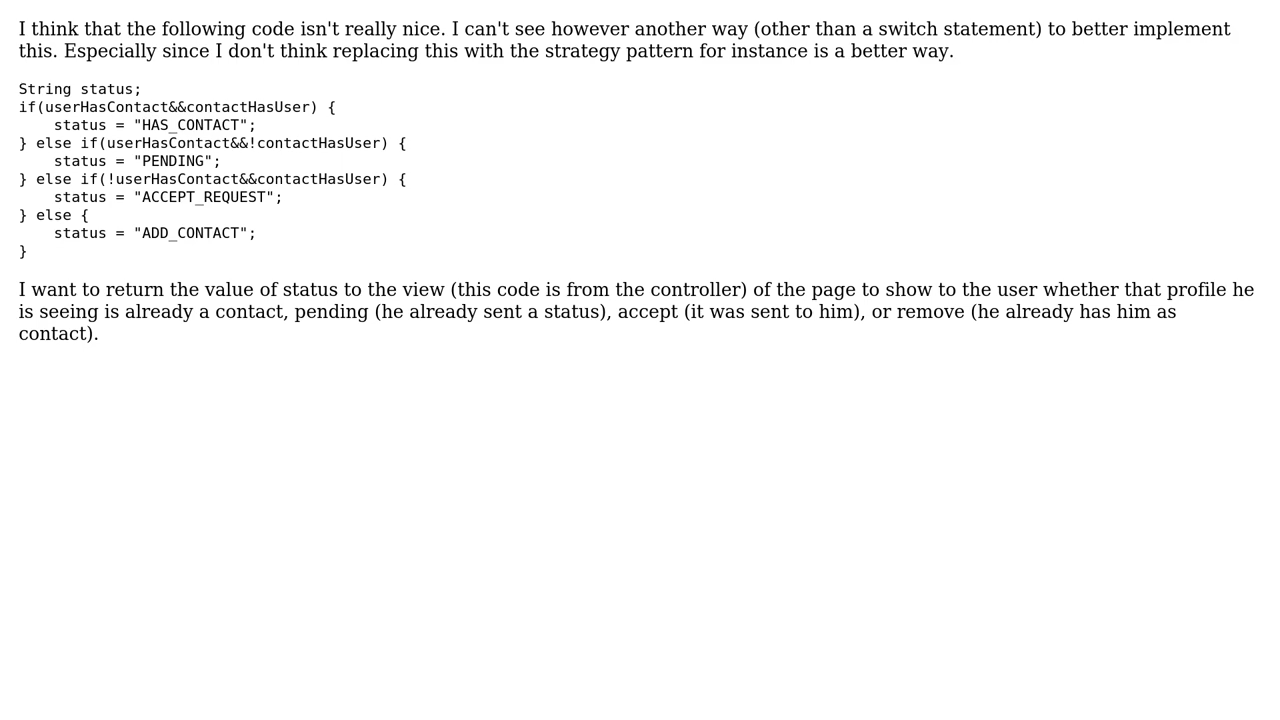 I think that the following code isn't really nice. I can't see however another way (other than a switch statement) to better implement
this. Especially since I don't think replacing this with the strategy pattern for instance is a better way.
String status;
if(userHasContact&&contactHasUser) {
    status = "HAS_CONTACT";
} else if(userHasContact&&!contactHasUser) {
    status = "PENDING";
} else if(!userHasContact&&contactHasUser) {
    status = "ACCEPT_REQUEST";
} else {
    status = "ADD_CONTACT";
}
I want to return the value of status to the view (this code is from the controller) of the page to show to the user whether that profile he
is seeing is already a contact, pending (he already sent a status), accept (it was sent to him), or remove (he already has him as
contact).